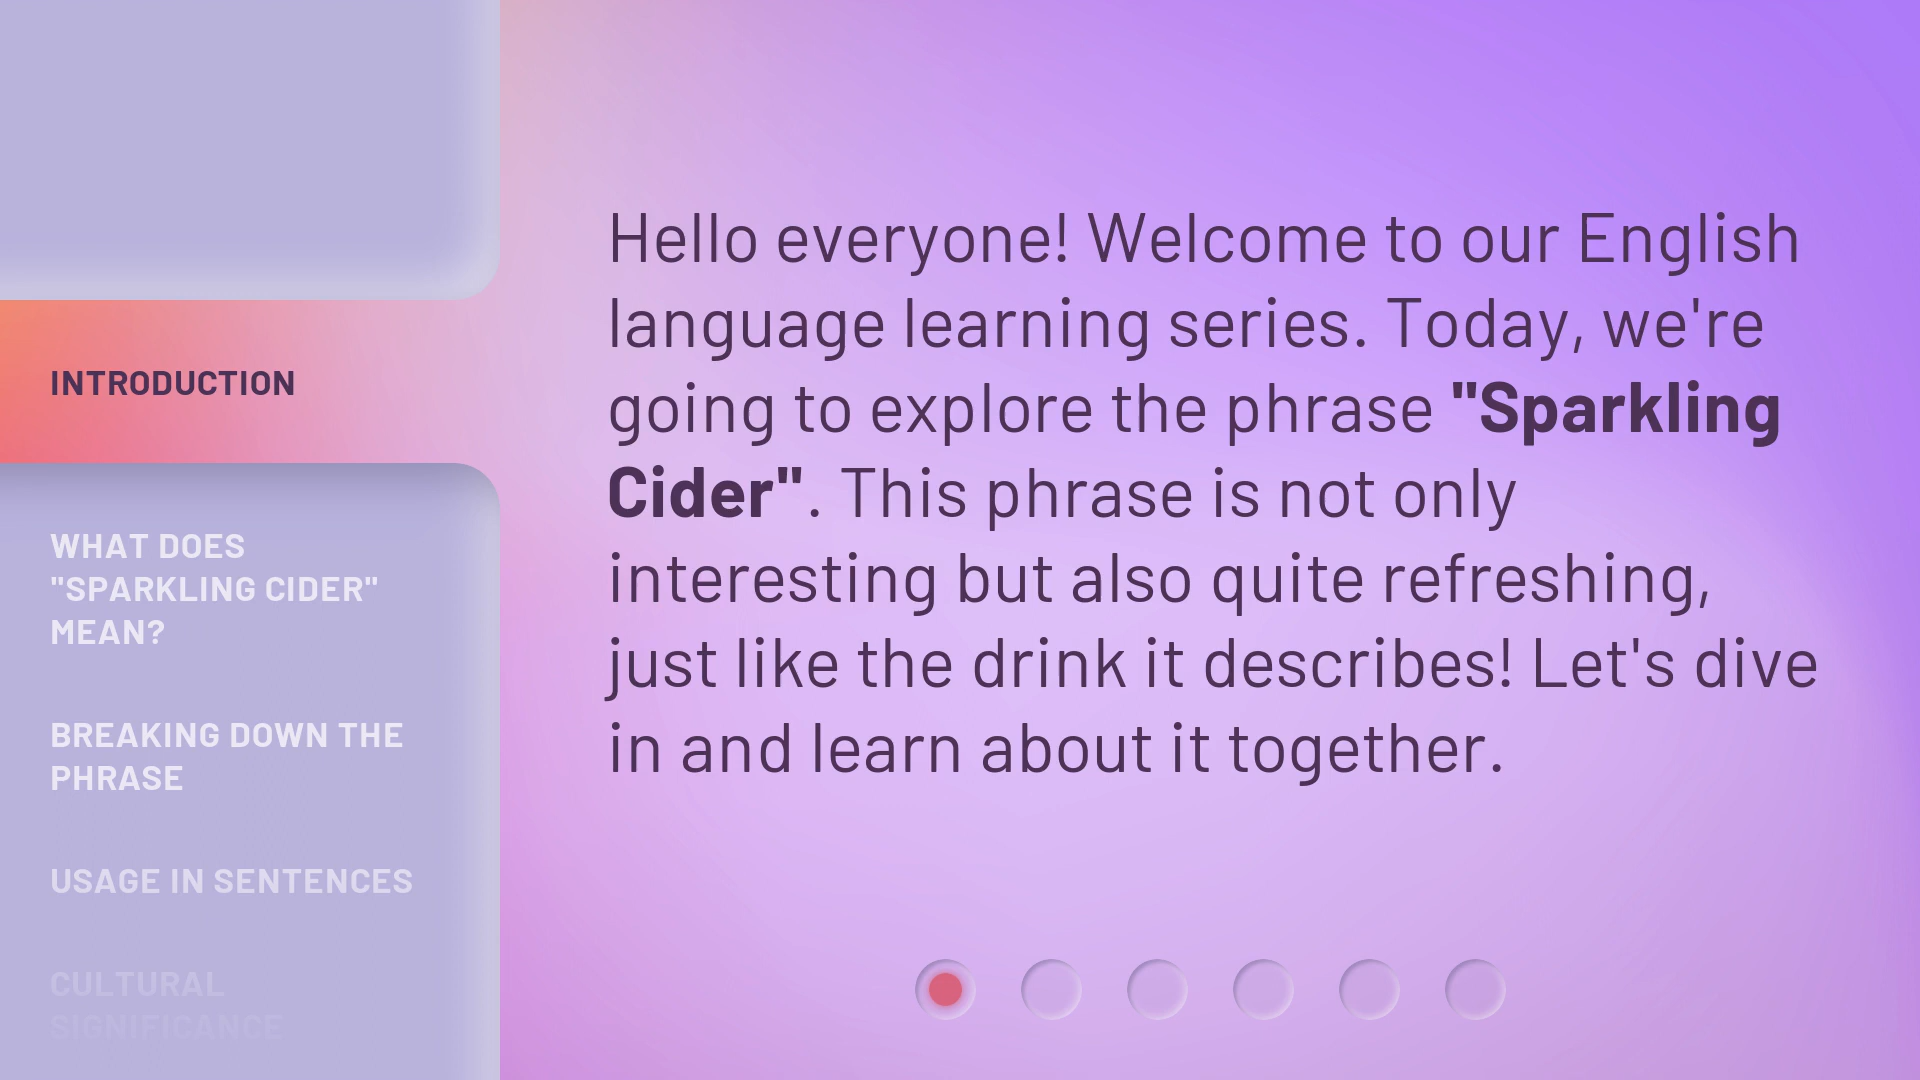 INTRODUCTION
WHAT DOES
"SPARKLING CIDER"
MEAN?
BREAKING DOWN THE
PHRASE
USAGE IN SENTENCES
CULTURAL
SIGNIFICANCE
Hello everyone! Welcome to our English
language learning series. Today, we're
going to explore the phrase "Sparkling
Cider". This phrase is not only
interesting but also quite refreshing,
just like the drink it describes! Let's dive
in and learn about it together.